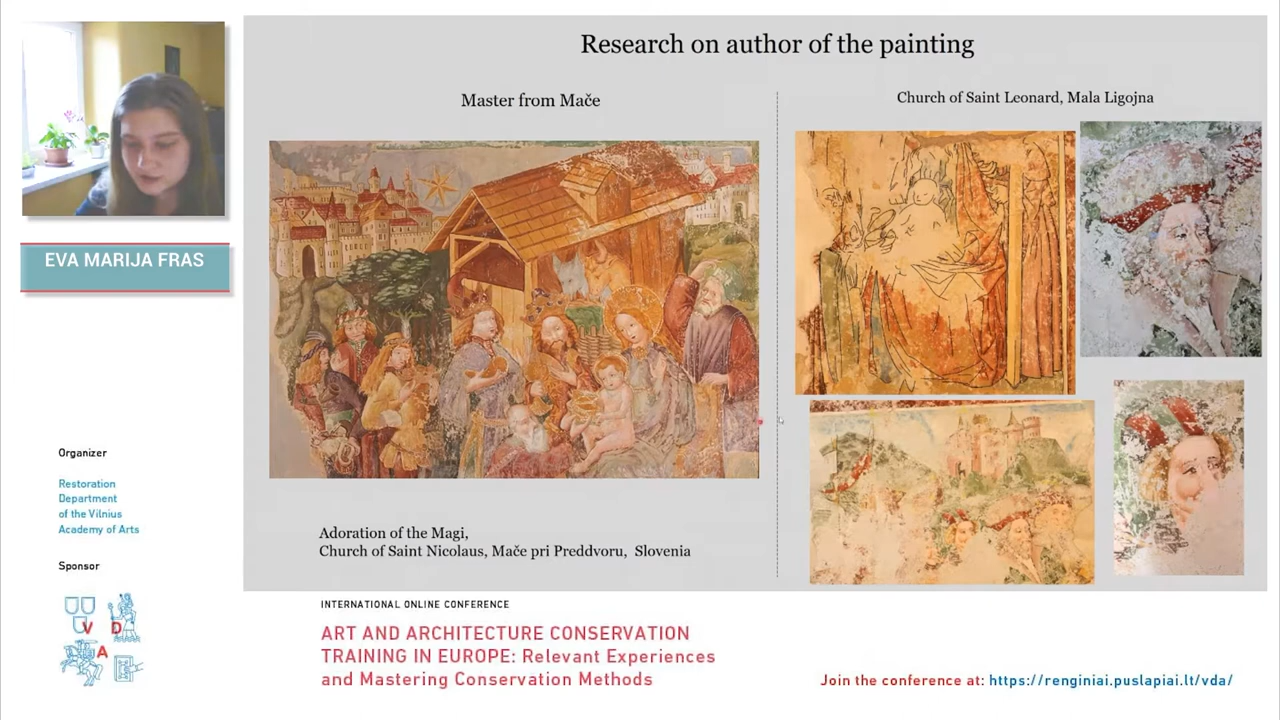 Research on author of the painting
Master from Mače
Church of Saint Leonard, Mala Ligojna
EVA MARIJA FRAS
Adoration of the Magi,
Church of Saint Nicolaus, Mače pri Preddvoru, Slovenia
Organizer
Restoration
Department
of the Vilnius
Academy of Arts
Sponsor
V D
A
INTERNATIONAL ONLINE CONFERENCE
ART AND ARCHITECTURE CONSERVATION
TRAINING IN EUROPE: Relevant Experiences
and Mastering Conservation Methods
Join the conference at: https://renginiai.puslapiai.lt/vda/